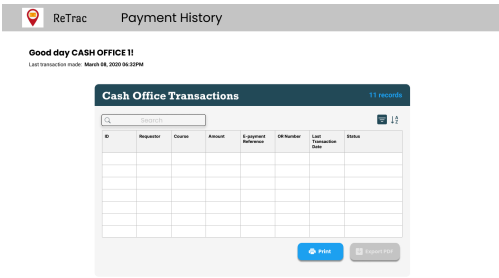 ReTrac
Payment History
Good day CASH OFFICE 1!
Last transaction made: March 08, 2020 06:32PM
Cash Office Transactions
11 records
Search
ID
Requestor
Course
Amount
E-payment
Reference
OR Number
Last
Transaction
Date
Status
Print
Export PDF